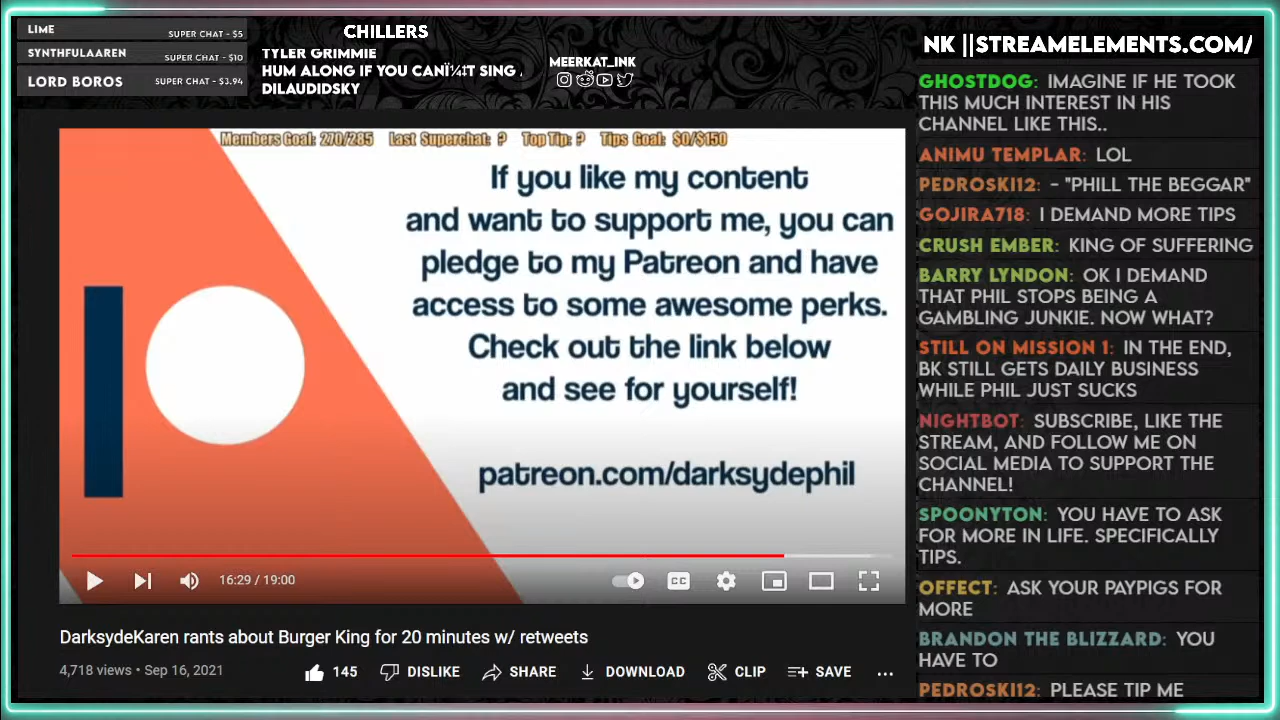 LIME SUPER CHAT - $5
SYNTHFULAAREN SUPER CHAT - $10
LORD BOROS SUPER CHAT - $3.94
CHILLERS
TYLER GRIMMIE
HUM ALONG IF YOU CANÏ¼‡T SING
DILAUDIDSKY
MEERKAT_INK
NK ||STREAMELEMENTS.COM/
Members Goal: 270/285 Last Superchat: ? Top Tip: ? Tips Goal: $0/$150
If you like my content
and want to support me, you can
pledge to my Patreon and have
access to some awesome perks.
Check out the link below
and see for yourself!
patreon.com/darksydephil
16:29 / 19:00
CC
DarksydeKaren rants about Burger King for 20 minutes w/ retweets
4,718 views • Sep 16, 2021
145 DISLIKE SHARE DOWNLOAD CLIP SAVE ...
GHOSTDOG: IMAGINE IF HE TOOK
THIS MUCH INTEREST IN HIS
CHANNEL LIKE THIS..
ANIMU TEMPLAR: LOL
PEDROSKI12: - "PHILL THE BEGGAR"
GOJIRA718: I DEMAND MORE TIPS
CRUSH EMBER: KING OF SUFFERING
BARRY LYNDON: OK I DEMAND
THAT PHIL STOPS BEING A
GAMBLING JUNKIE. NOW WHAT?
STILL ON MISSION 1: IN THE END,
BK STILL GETS DAILY BUSINESS
WHILE PHIL JUST SUCKS
NIGHTBOT: SUBSCRIBE, LIKE THE
STREAM, AND FOLLOW ME ON
SOCIAL MEDIA TO SUPPORT THE
CHANNEL!
SPOONYTON: YOU HAVE TO ASK
FOR MORE IN LIFE. SPECIFICALLY
TIPS.
OFFECT: ASK YOUR PAYPIGS FOR
MORE
BRANDON THE BLIZZARD: YOU
HAVE TO
PEDROSKI12: PLEASE TIP ME